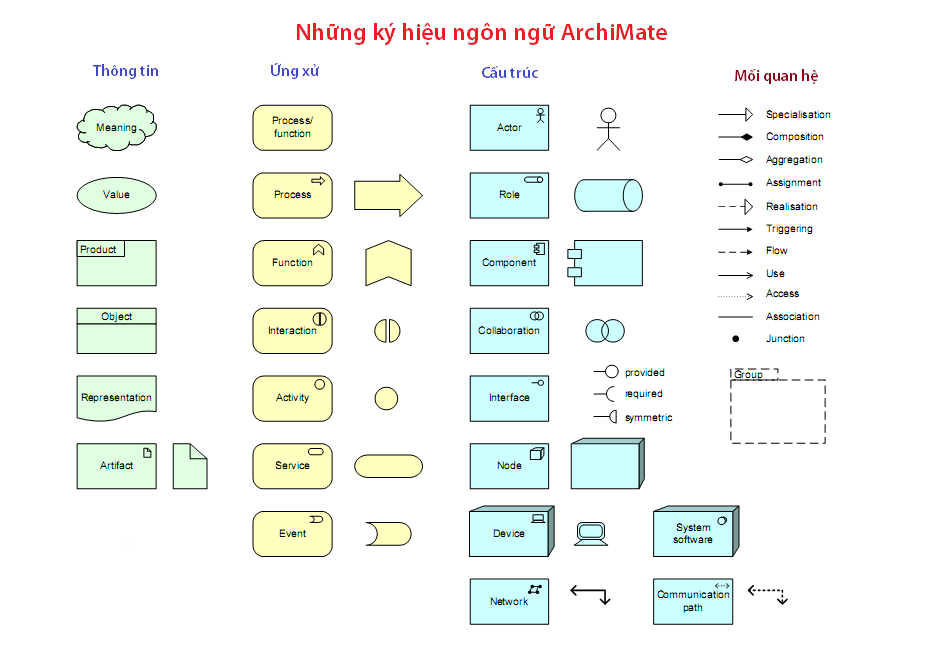 Những ký hiệu ngôn ngữ ArchiMate
Thông tin
Ứng xử
Cấu trúc
Mối quan hệ
Meaning
Value
Product
Object
Representation
Artifact
Process/
function
Process
Function
Interaction
Activity
Service
Event
Actor
Role
Component
Collaboration
Interface
provided
required
symmetric
Node
Device
System
software
Network
Communication
path
Specialisation
Composition
Aggregation
Assignment
Realisation
Triggering
Flow
Use
Access
Association
Junction
Group